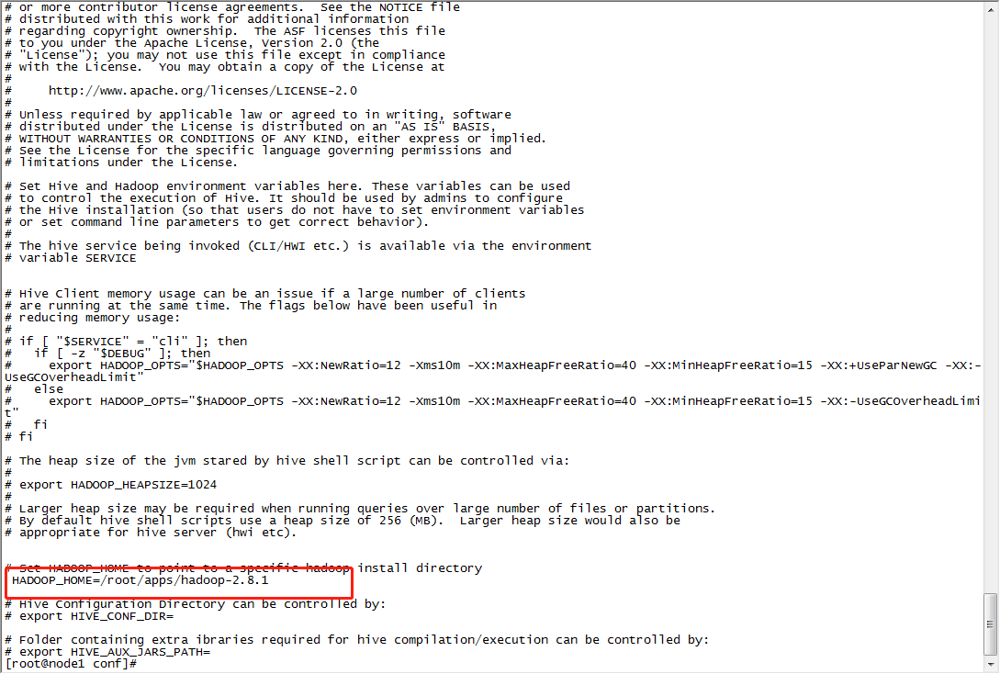 # or more contributor license agreements.  See the NOTICE file
# distributed with this work for additional information
# regarding copyright ownership.  The ASF licenses this file
# to you under the Apache License, Version 2.0 (the
# "License"); you may not use this file except in compliance
# with the License.  You may obtain a copy of the License at
#
#     http://www.apache.org/licenses/LICENSE-2.0
#
# Unless required by applicable law or agreed to in writing, software
# distributed under the License is distributed on an "AS IS" BASIS,
# WITHOUT WARRANTIES OR CONDITIONS OF ANY KIND, either express or implied.
# See the License for the specific language governing permissions and
# limitations under the License.

# Set Hive and Hadoop environment variables here. These variables can be used
# to control the execution of Hive. It should be used by admins to configure
# the Hive installation (so that users do not have to set environment variables
# or set command line parameters to get correct behavior).
#
# The hive service being invoked (CLI/HWI etc.) is available via the environment
# variable SERVICE


# Hive Client memory usage can be an issue if a large number of clients
# are running at the same time. The flags below have been useful in
# reducing memory usage:
#
# if [ "$SERVICE" = "cli" ]; then
#   if [ -z "$DEBUG" ]; then
#     export HADOOP_OPTS="$HADOOP_OPTS -XX:NewRatio=12 -Xms10m -XX:MaxHeapFreeRatio=40 -XX:MinHeapFreeRatio=15 -XX:+UseParNewGC -XX:-
UseGCOverheadLimit"
#   else
#     export HADOOP_OPTS="$HADOOP_OPTS -XX:NewRatio=12 -Xms10m -XX:MaxHeapFreeRatio=40 -XX:MinHeapFreeRatio=15 -XX:-UseGCOverheadLimi
t"
#   fi
# fi

# The heap size of the jvm stared by hive shell script can be controlled via:
#
# export HADOOP_HEAPSIZE=1024
#
# Larger heap size may be required when running queries over large number of files or partitions.
# By default hive shell scripts use a heap size of 256 (MB).  Larger heap size would also be
# appropriate for hive server (hwi etc).


# Set HADOOP_HOME to point to a specific hadoop install directory
HADOOP_HOME=/root/apps/hadoop-2.8.1

# Hive Configuration Directory can be controlled by:
# export HIVE_CONF_DIR=

# Folder containing extra ibraries required for hive compilation/execution can be controlled by:
# export HIVE_AUX_JARS_PATH=
[root@node1 conf]#